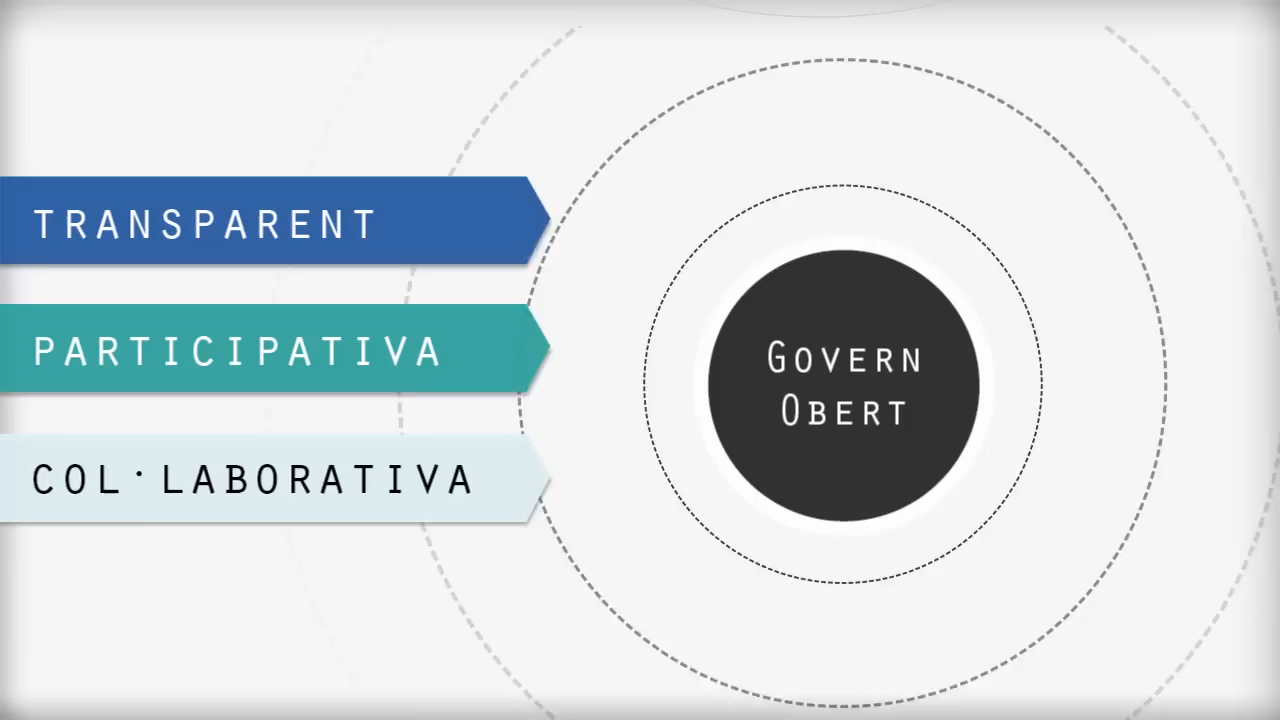 TRANSPARENT
PARTICIPATIVA
COL·LABORATIVA
GOVERN
OBERT